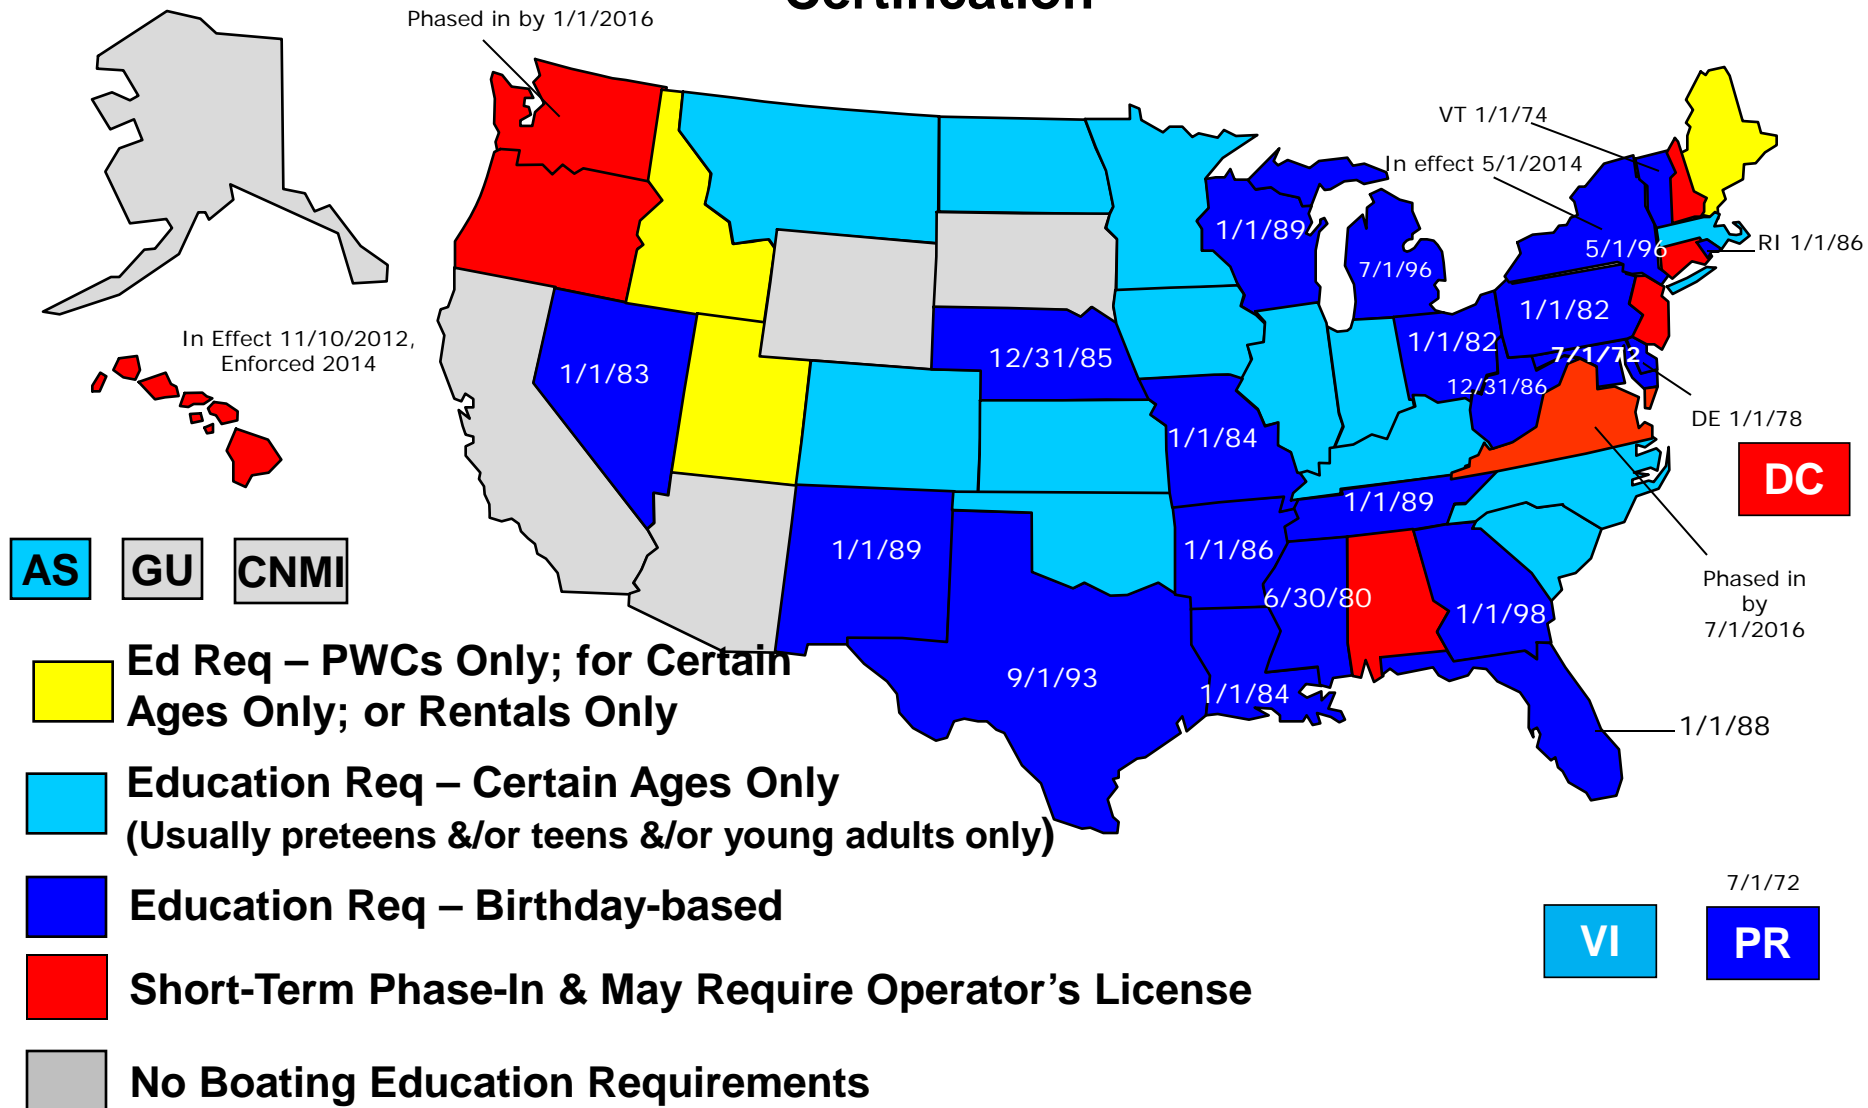 Certification
Phased in by 1/1/2016
VT 1/1/74
In effect 5/1/2014
1/1/89
5/1/96
RI 1/1/86
7/1/96
1/1/82
In Effect 11/10/2012,
Enforced 2014
1/1/83
12/31/85
1/1/82
7/1/72
12/31/86
DE 1/1/78
1/1/84
DC
1/1/89
1/1/89
1/1/86
AS
GU
CNMI
6/30/80
1/1/98
Phased in
by
7/1/2016
Ed Req – PWCs Only; for Certain
Ages Only; or Rentals Only
9/1/93
1/1/84
1/1/88
Education Req – Certain Ages Only
(Usually preteens &/or teens &/or young adults only)
Education Req – Birthday-based
7/1/72
VI
PR
Short-Term Phase-In & May Require Operator’s License
No Boating Education Requirements